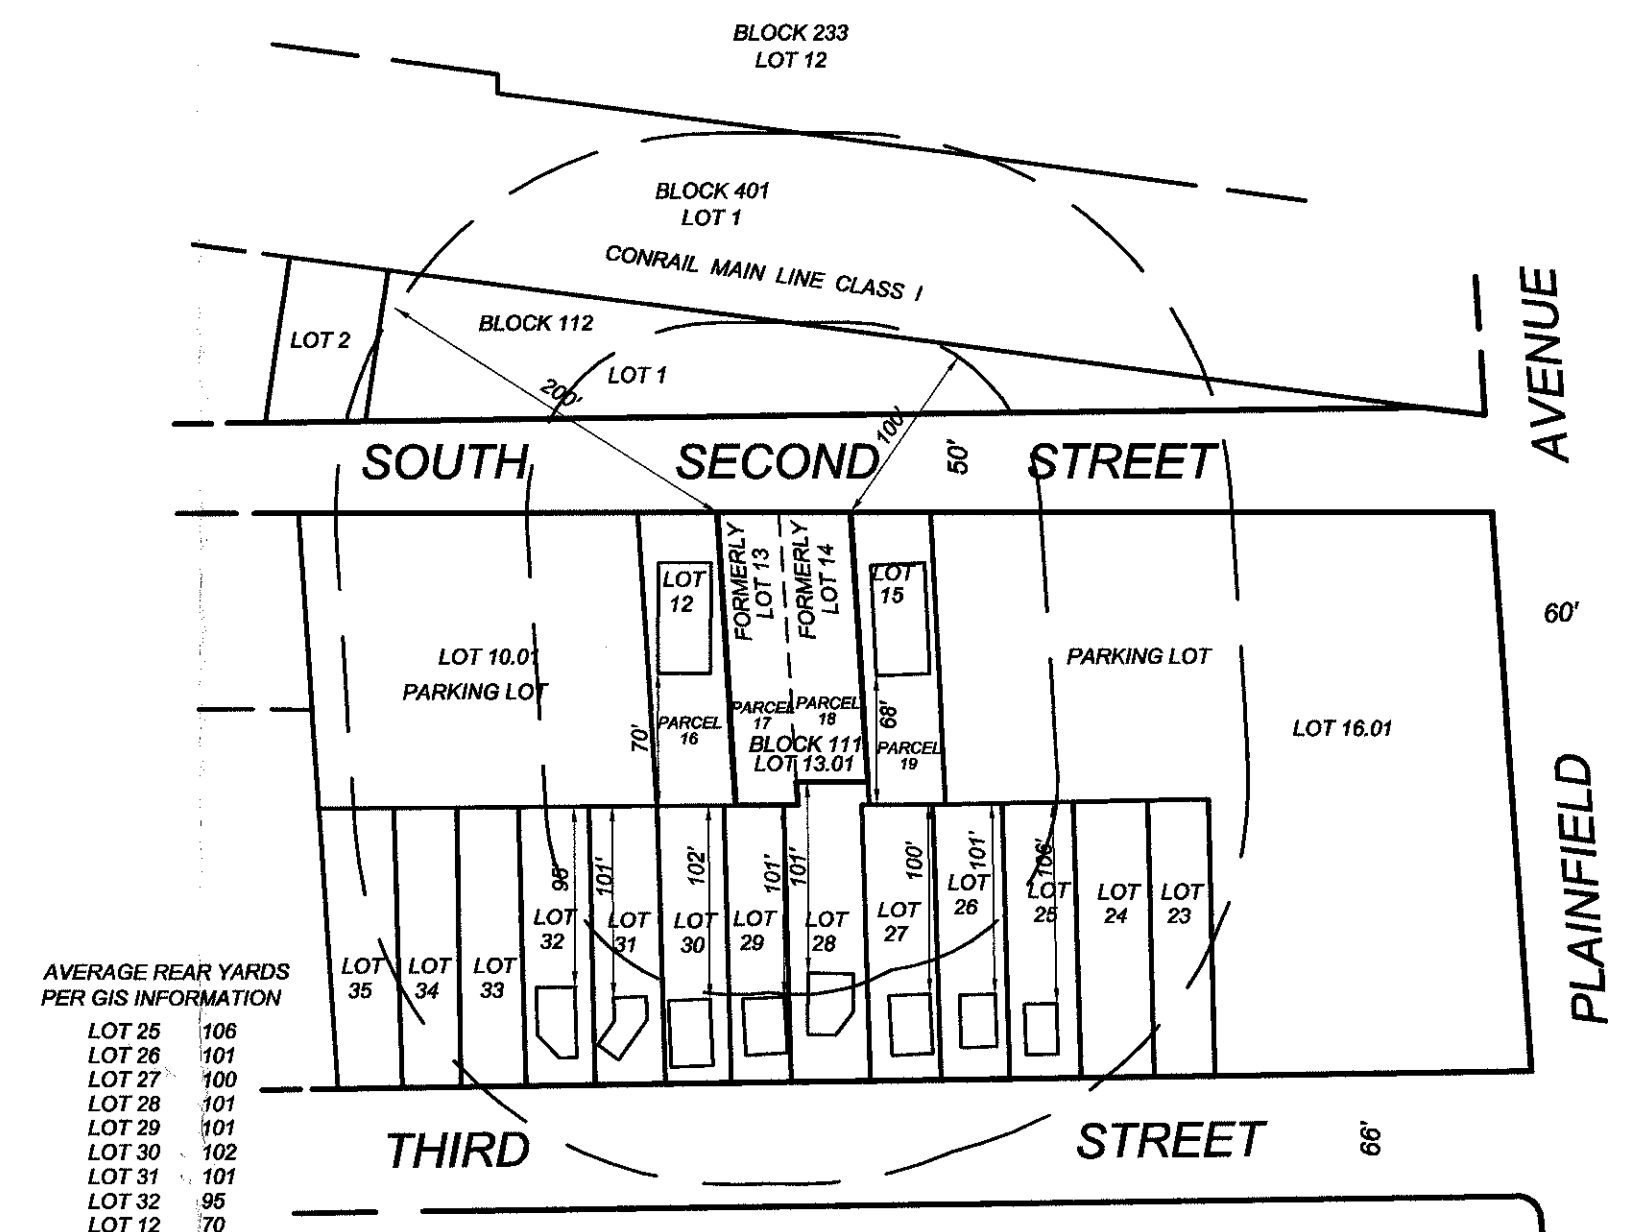 BLOCK 233
LOT 12
BLOCK 401
LOT 1
CONRAIL MAIN LINE CLASS I
BLOCK 112
LOT 2
LOT 1
200'
100'
AVENUE
SOUTH SECOND STREET
50'
FORMERLY
LOT 13
FORMERLY
LOT 14
LOT
12
LOT
15
60'
LOT 10.01
PARKING LOT
PARKING LOT
PARCEL
16
PARCEL
17
PARCEL
18
68'
70'
BLOCK 111
LOT 13.01
PARCEL
19
LOT 16.01
PLAINFIELD
95'
101'
102'
101'
101'
100'
101'
106'
LOT
35
LOT
34
LOT
33
LOT
32
LOT
31
LOT
30
LOT
29
LOT
28
LOT
27
LOT
26
LOT
25
LOT
24
LOT
23
AVERAGE REAR YARDS
PER GIS INFORMATION
LOT 25 106
LOT 26 101
LOT 27 100
LOT 28 101
LOT 29 101
LOT 30 102
LOT 31 101
LOT 32 95
LOT 12 70
THIRD STREET
66'